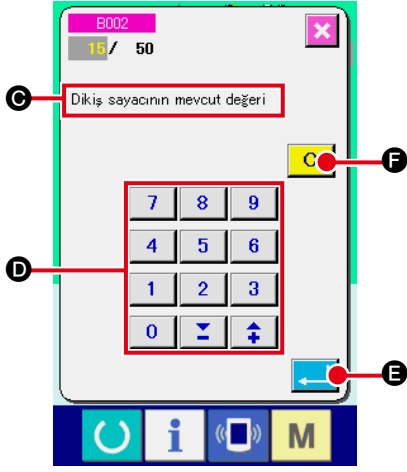 B002
15/ 50
C
Dikiş sayacının mevcut değeri
C
F
7 8 9
4 5 6
D
1 2 3
0
E
i M